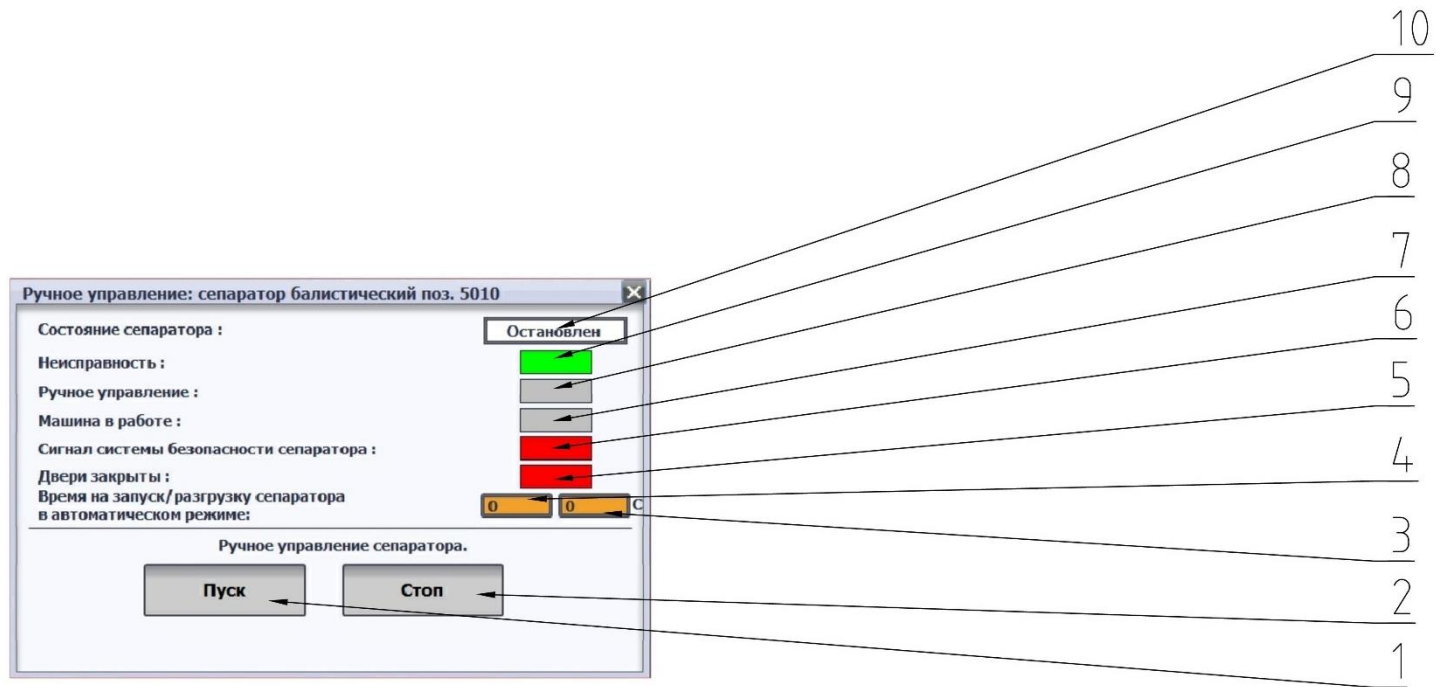 10
9
8
7
6
5
4
3
2
1
Ручное управление: сепаратор балистический поз. 5010
Состояние сепаратора : Остановлен
Неисправность :
Ручное управление :
Машина в работе :
Сигнал системы безопасности сепаратора :
Двери закрыты :
Время на запуск/разгрузку сепаратора
в автоматическом режиме: 0 0 С
Ручное управление сепаратора.
Пуск Стоп